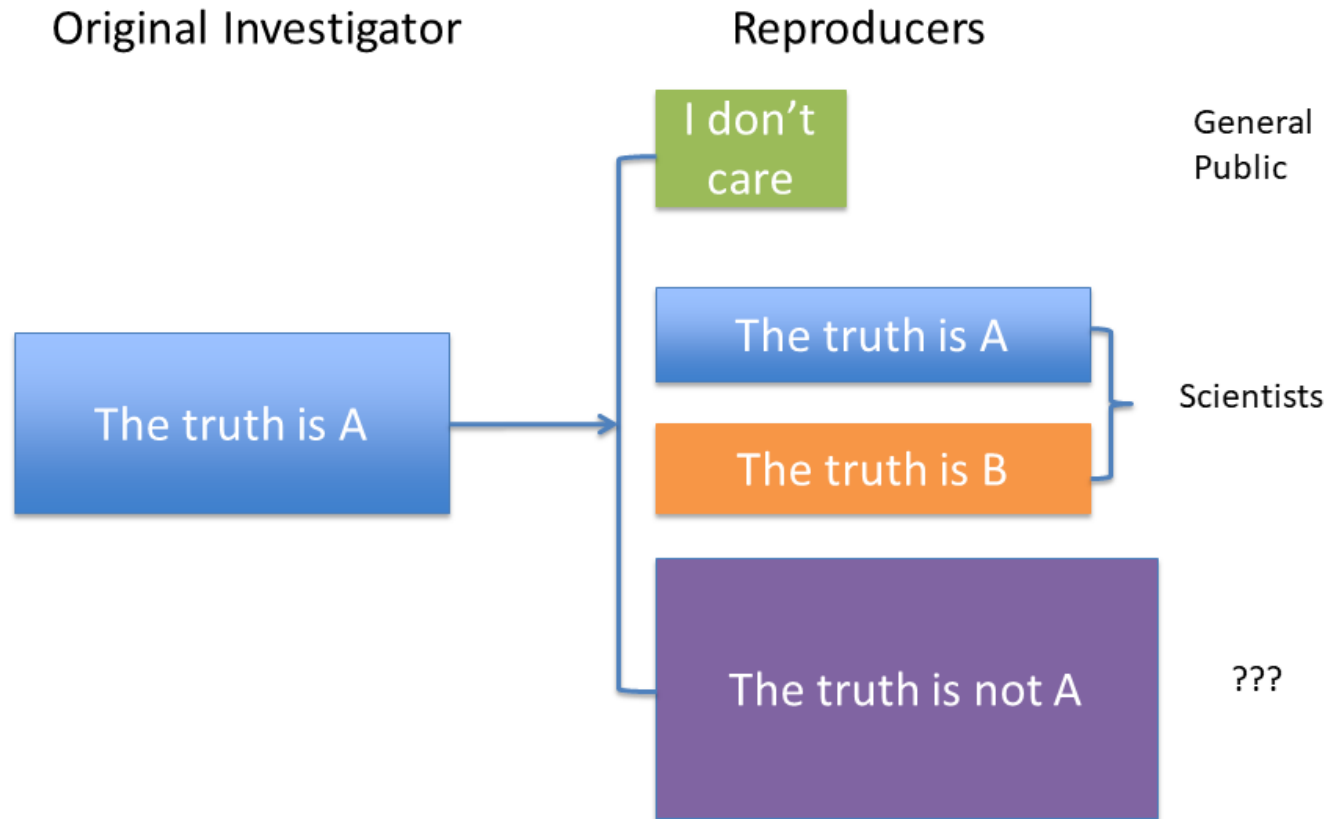 Original Investigator
Reproducers
I don’t
care
General
Public
The truth is A
The truth is A
The truth is B
Scientists
The truth is not A
???